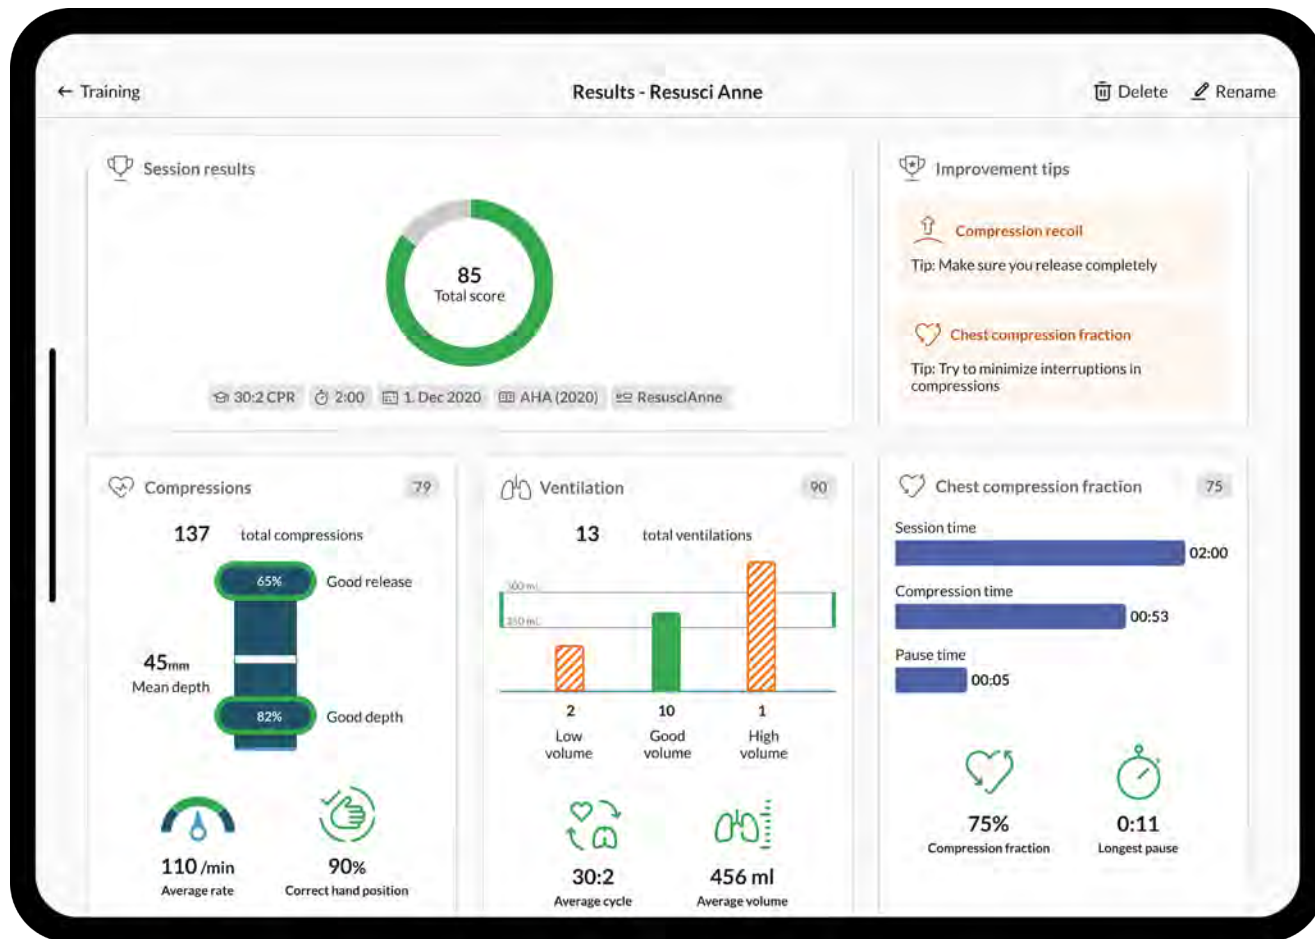 ← Training
Results - Resusci Anne
Delete
Rename
Session results
85
Total score
30:2 CPR
2:00
1. Dec 2020
AHA (2020)
ResusciAnne
Improvement tips
Compression recoil
Tip: Make sure you release completely
Chest compression fraction
Tip: Try to minimize interruptions in
compressions
Compressions
79
137 total compressions
65%
Good release
45mm
Mean depth
82%
Good depth
110 /min
Average rate
90%
Correct hand position
Ventilation
90
13 total ventilations
2
Low
volume
10
Good
volume
1
High
volume
30:2
Average cycle
456 ml
Average volume
Chest compression fraction
75
Session time
02:00
Compression time
00:53
Pause time
00:05
75%
Compression fraction
0:11
Longest pause